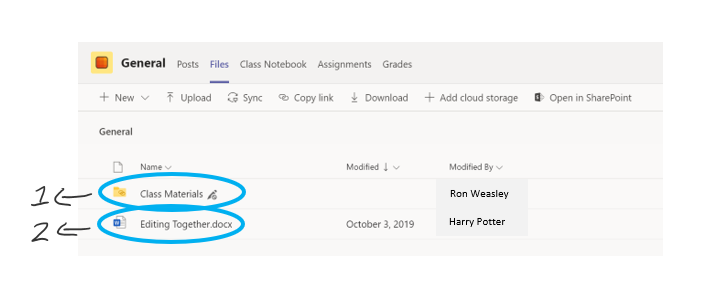 General Posts Files Class Notebook Assignments Grades
+ New Upload Sync Copy link Download + Add cloud storage Open in SharePoint
General
Name Modified ↓ Modified By
1 ← Class Materials Ron Weasley
2 ← Editing Together.docx October 3, 2019 Harry Potter